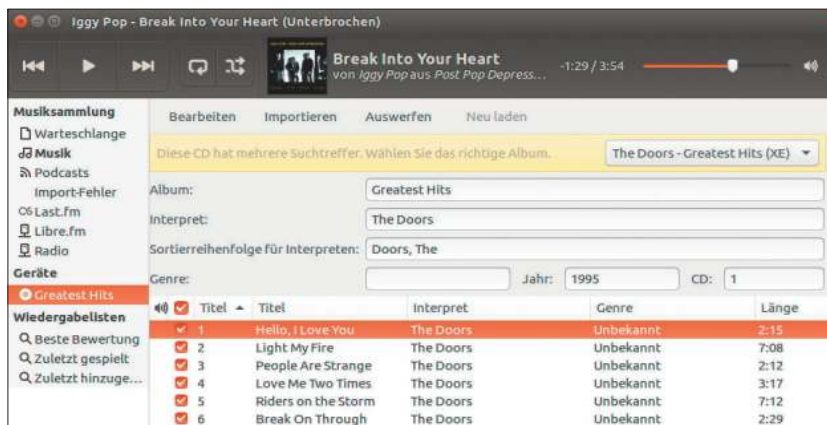 Iggy Pop - Break Into Your Heart (Unterbrochen)
Break Into Your Heart
von Iggy Pop aus Post Pop Depress...
-1:29 / 3:54
Musiksammlung
Warteschlange
Musik
Podcasts
Import-Fehler
Last.fm
Libre.fm
Radio
Geräte
Greatest Hits
Wiedergabelisten
Beste Bewertung
Zuletzt gespielt
Zuletzt hinzuge...
Bearbeiten Importieren Auswerfen Neu laden
Diese CD hat mehrere Suchtreffer. Wählen Sie das richtige Album. The Doors - Greatest Hits (XE)
Album: Greatest Hits
Interpret: The Doors
Sortierreihenfolge für Interpreten: Doors, The
Genre: Jahr: 1995 CD: 1
Titel Titel Interpret Genre Länge
1 Hello, I Love You The Doors Unbekannt 2:15
2 Light My Fire The Doors Unbekannt 7:08
3 People Are Strange The Doors Unbekannt 2:12
4 Love Me Two Times The Doors Unbekannt 3:17
5 Riders on the Storm The Doors Unbekannt 7:12
6 Break On Through The Doors Unbekannt 2:29